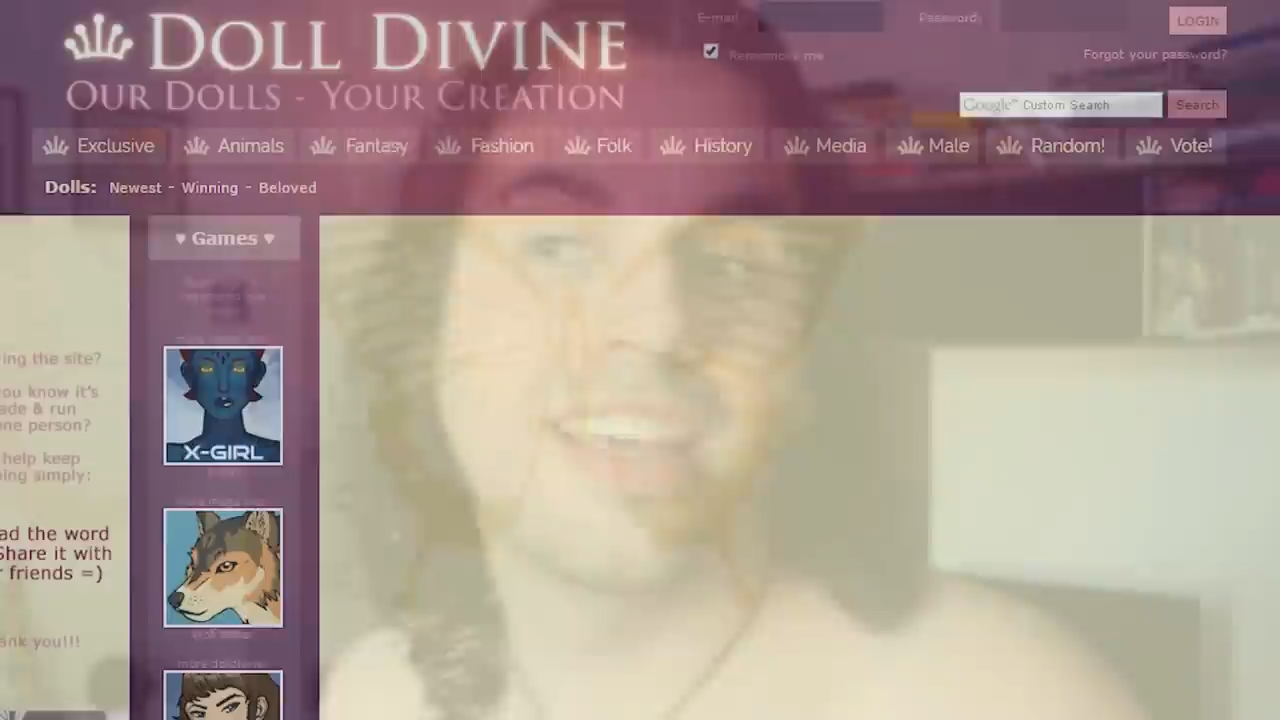 DOLL DIVINE
OUR DOLLS - YOUR CREATION
E-mail
Password:
LOGIN
Remember me
Forgot your password?
Google™ Custom Search
Search
Exclusive
Animals
Fantasy
Fashion
Folk
History
Media
Male
Random!
Vote!
Dolls: Newest - Winning - Beloved
♥ Games ♥
ing the site?
ou know it's
ade & run
ne person?
help keep
ing simply:
ad the word
Share it with
r friends =)
ank you!!!
X-GIRL